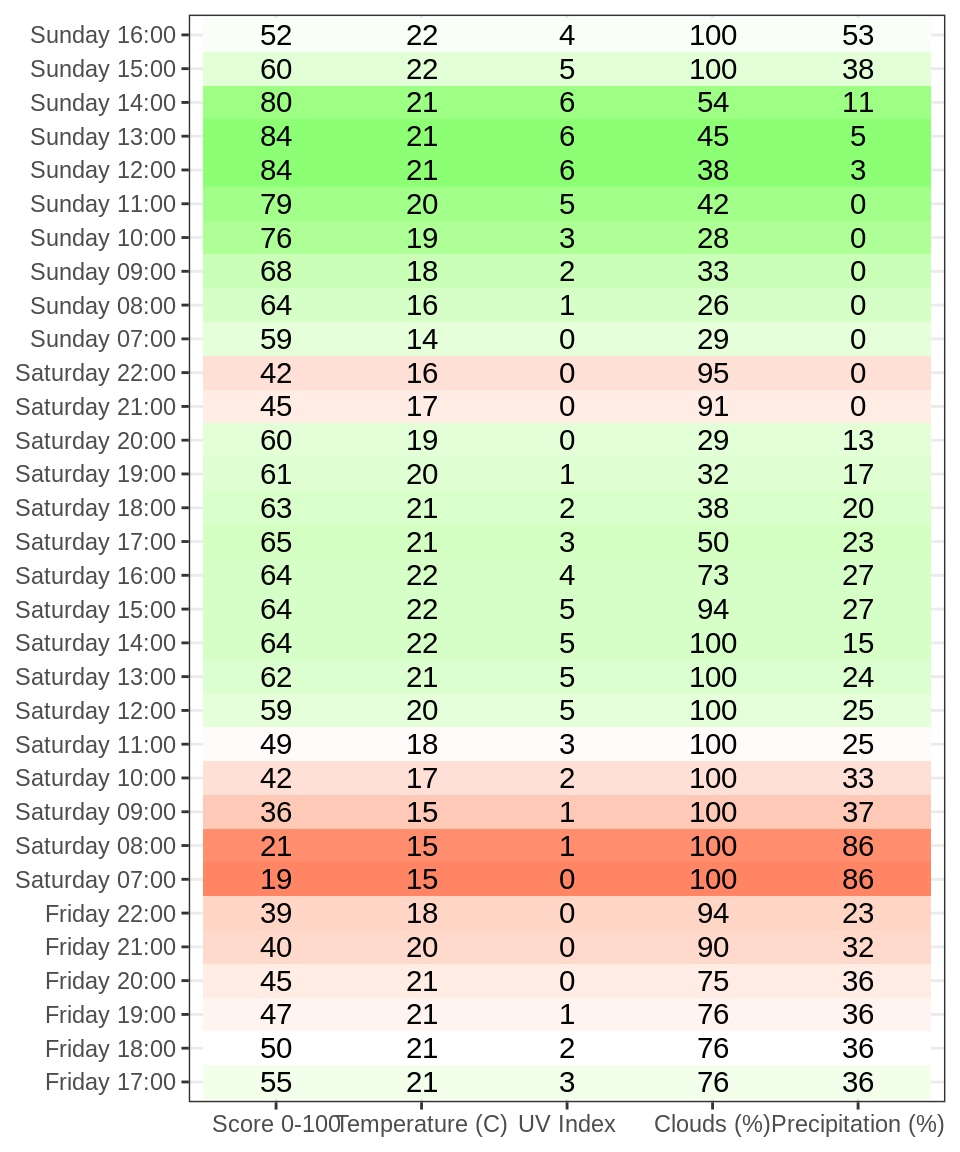 Sunday 16:00 52 22 4 100 53
Sunday 15:00 60 22 5 100 38
Sunday 14:00 80 21 6 54 11
Sunday 13:00 84 21 6 45 5
Sunday 12:00 84 21 6 38 3
Sunday 11:00 79 20 5 42 0
Sunday 10:00 76 19 3 28 0
Sunday 09:00 68 18 2 33 0
Sunday 08:00 64 16 1 26 0
Sunday 07:00 59 14 0 29 0
Saturday 22:00 42 16 0 95 0
Saturday 21:00 45 17 0 91 0
Saturday 20:00 60 19 0 29 13
Saturday 19:00 61 20 1 32 17
Saturday 18:00 63 21 2 38 20
Saturday 17:00 65 21 3 50 23
Saturday 16:00 64 22 4 73 27
Saturday 15:00 64 22 5 94 27
Saturday 14:00 64 22 5 100 15
Saturday 13:00 62 21 5 100 24
Saturday 12:00 59 20 5 100 25
Saturday 11:00 49 18 3 100 25
Saturday 10:00 42 17 2 100 33
Saturday 09:00 36 15 1 100 37
Saturday 08:00 21 15 1 100 86
Saturday 07:00 19 15 0 100 86
Friday 22:00 39 18 0 94 23
Friday 21:00 40 20 0 90 32
Friday 20:00 45 21 0 75 36
Friday 19:00 47 21 1 76 36
Friday 18:00 50 21 2 76 36
Friday 17:00 55 21 3 76 36
Score 0-100 Temperature (C) UV Index Clouds (%) Precipitation (%)